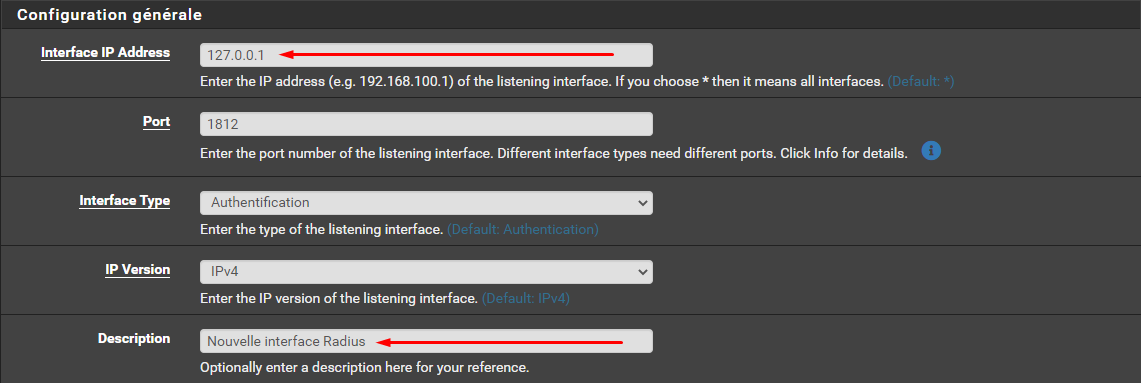 Configuration générale
Interface IP Address
127.0.0.1
Enter the IP address (e.g. 192.168.100.1) of the listening interface. If you choose * then it means all interfaces. (Default: *)
Port
1812
Enter the port number of the listening interface. Different interface types need different ports. Click Info for details.
Interface Type
Authentification
Enter the type of the listening interface. (Default: Authentication)
IP Version
IPv4
Enter the IP version of the listening interface. (Default: IPv4)
Description
Nouvelle interface Radius
Optionally enter a description here for your reference.